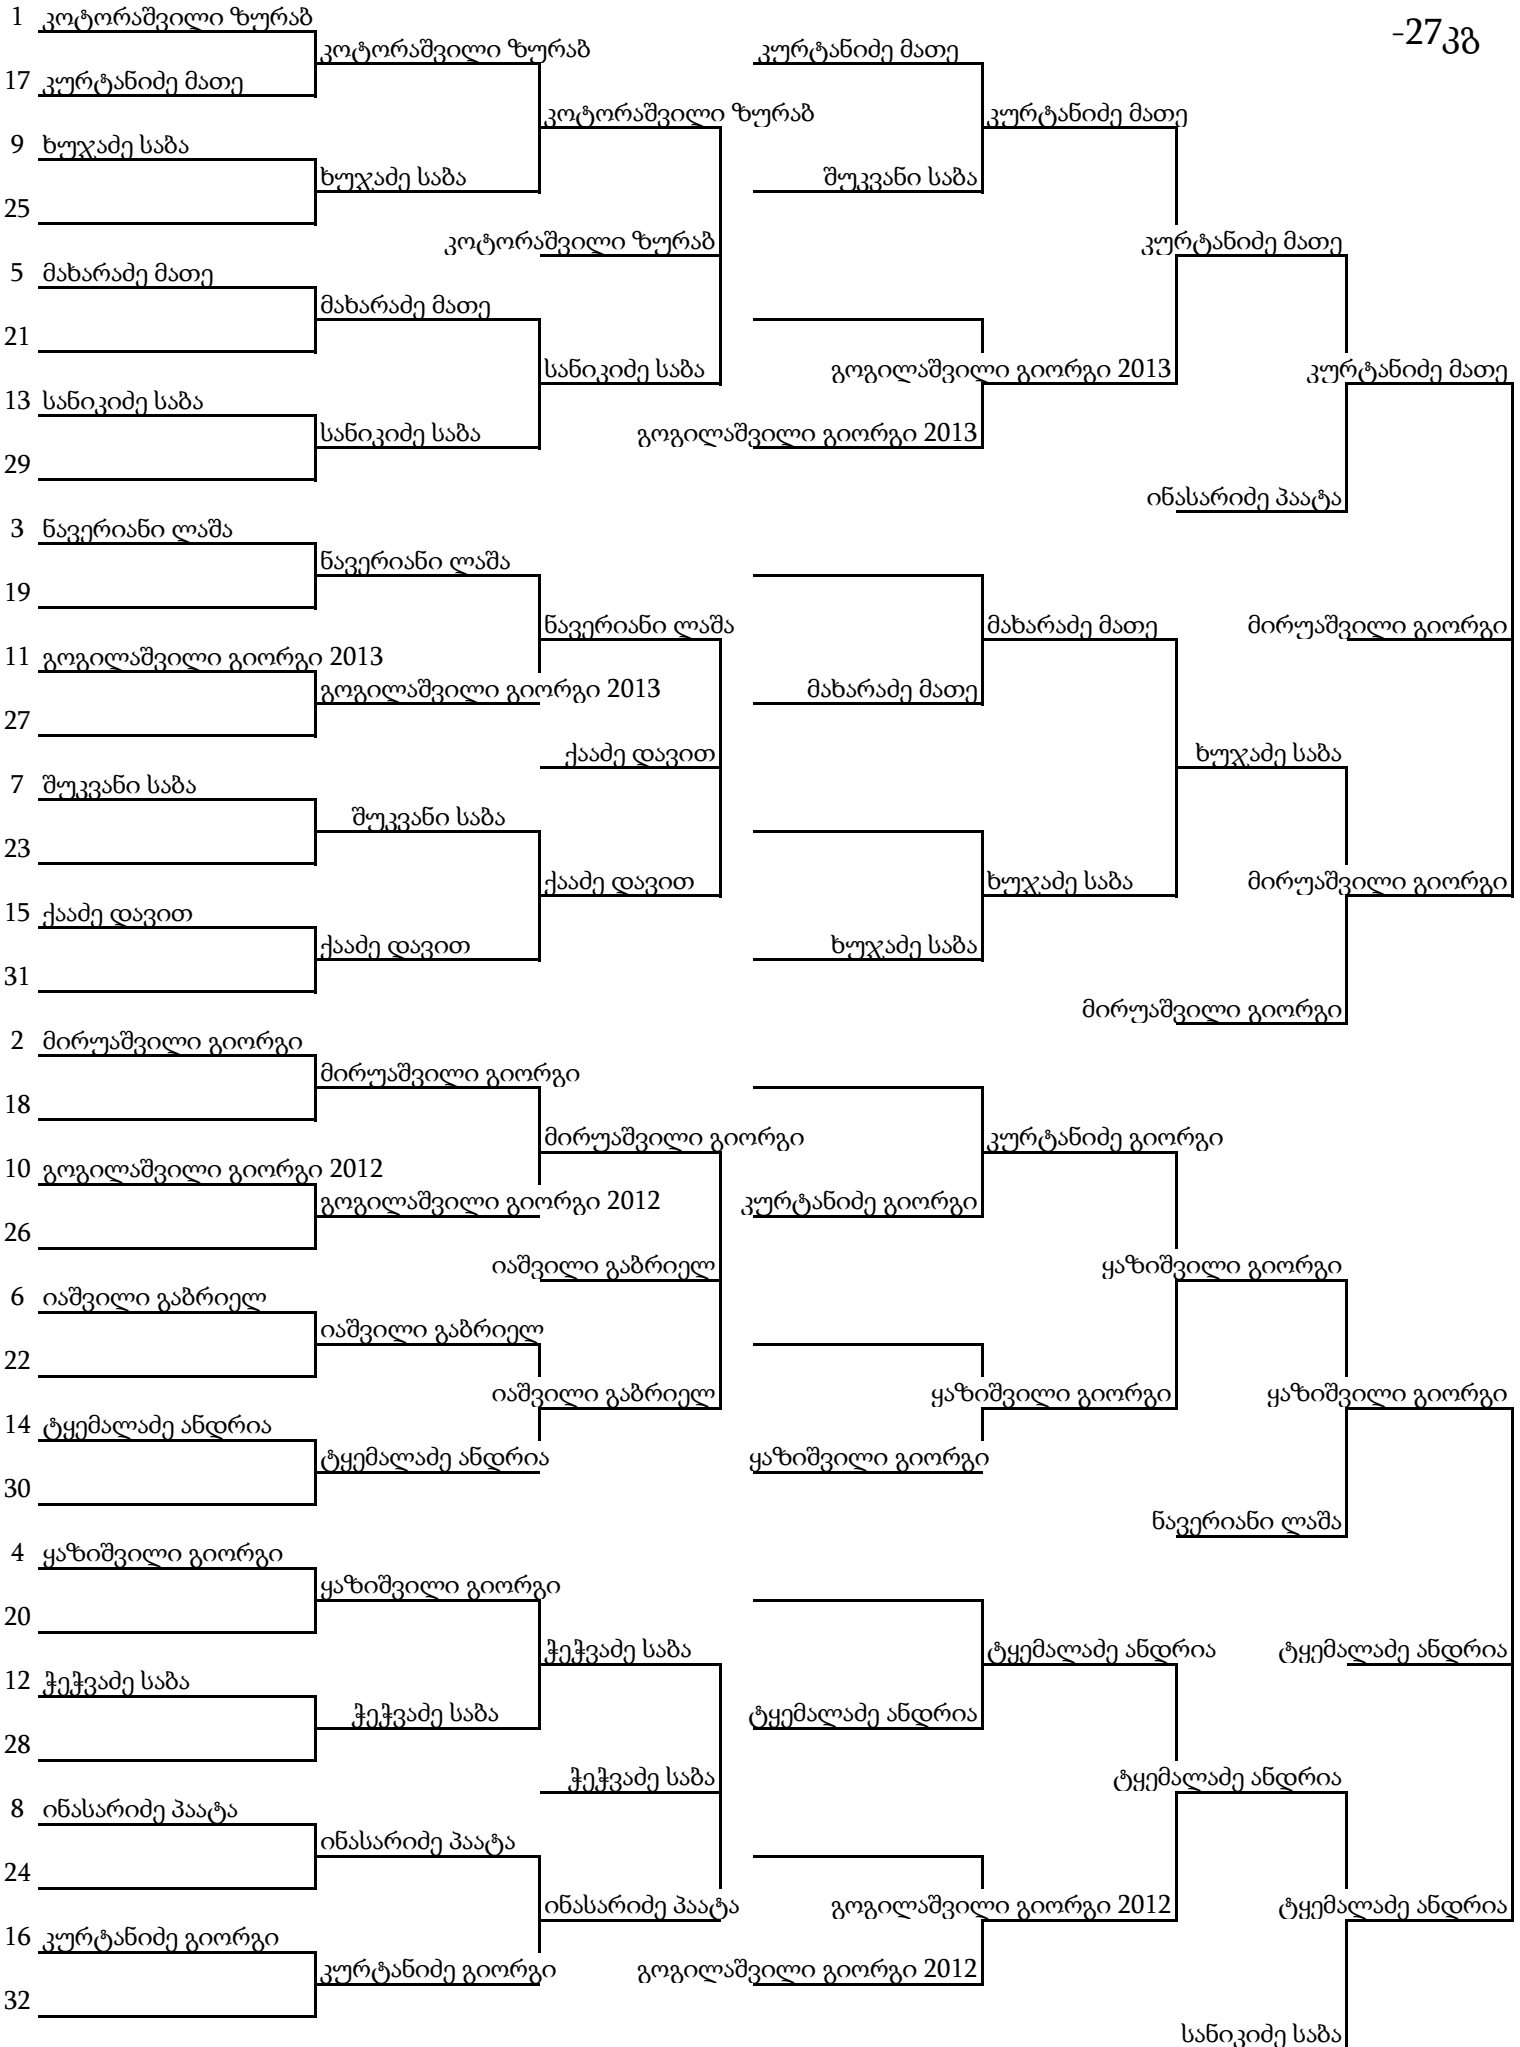 1 კოტორაშვილი ზურაბ
-27კგ
კოტორაშვილი ზურაბ
კურტანიძე მათე
17 კურტანიძე მათე
კოტორაშვილი ზურაბ
კურტანიძე მათე
9 ხუჯაძე საბა
ხუჯაძე საბა
შუკვანი საბა
25
კოტორაშვილი ზურაბ
კურტანიძე მათე
5 მახარაძე მათე
მახარაძე მათე
21
სანიკიძე საბა
გოგილაშვილი გიორგი 2013
კურტანიძე მათე
13 სანიკიძე საბა
სანიკიძე საბა
გოგილაშვილი გიორგი 2013
29
ინასარიძე პაატა
3 ნავერიანი ლაშა
ნავერიანი ლაშა
19
ნავერიანი ლაშა
მახარაძე მათე
მირუაშვილი გიორგი
11 გოგილაშვილი გიორგი 2013
გოგილაშვილი გიორგი 2013
მახარაძე მათე
27
ქააძე დავით
ხუჯაძე საბა
7 შუკვანი საბა
შუკვანი საბა
23
ქააძე დავით
ხუჯაძე საბა
მირუაშვილი გიორგი
15 ქააძე დავით
ქააძე დავით
ხუჯაძე საბა
31
მირუაშვილი გიორგი
2 მირუაშვილი გიორგი
მირუაშვილი გიორგი
18
მირუაშვილი გიორგი
კურტანიძე გიორგი
10 გოგილაშვილი გიორგი 2012
გოგილაშვილი გიორგი 2012
კურტანიძე გიორგი
26
იაშვილი გაბრიელ
ყაზიშვილი გიორგი
6 იაშვილი გაბრიელ
იაშვილი გაბრიელ
22
იაშვილი გაბრიელ
ყაზიშვილი გიორგი
ყაზიშვილი გიორგი
14 ტყემალაძე ანდრია
ტყემალაძე ანდრია
ყაზიშვილი გიორგი
30
ნავერიანი ლაშა
4 ყაზიშვილი გიორგი
ყაზიშვილი გიორგი
20
ჭეჭვაძე საბა
ტყემალაძე ანდრია
ტყემალაძე ანდრია
12 ჭეჭვაძე საბა
ჭეჭვაძე საბა
ტყემალაძე ანდრია
28
ჭეჭვაძე საბა
ტყემალაძე ანდრია
8 ინასარიძე პაატა
ინასარიძე პაატა
24
ინასარიძე პაატა
გოგილაშვილი გიორგი 2012
ტყემალაძე ანდრია
16 კურტანიძე გიორგი
კურტანიძე გიორგი
გოგილაშვილი გიორგი 2012
32
სანიკიძე საბა